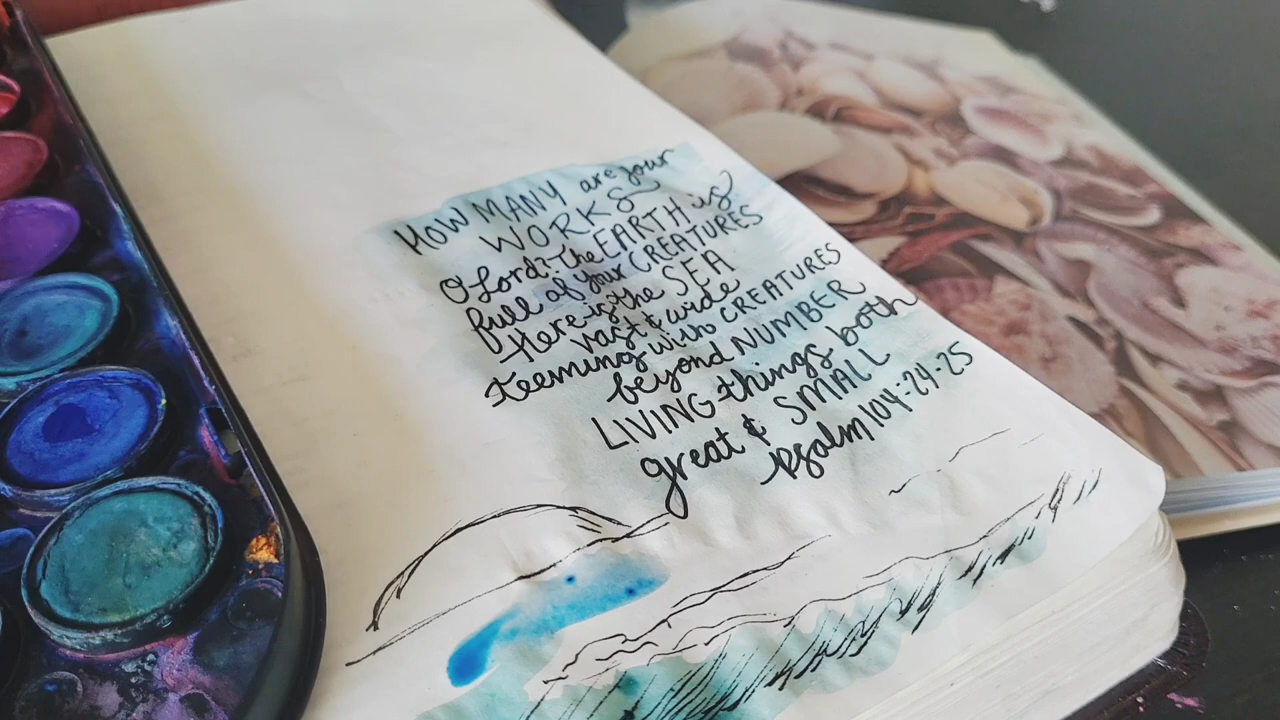 HOW MANY are your
WORKS
O Lord? The EARTH is
full of your CREATURES
there is the SEA
vast & wide
teeming with CREATURES
beyond NUMBER
LIVING things both
great & SMALL
Psalm 104-24-25